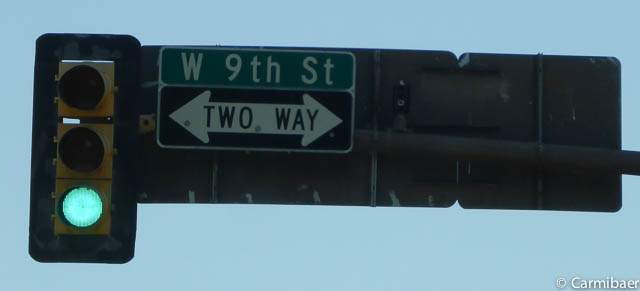 W 9th St
TWO WAY
© Carmibaer